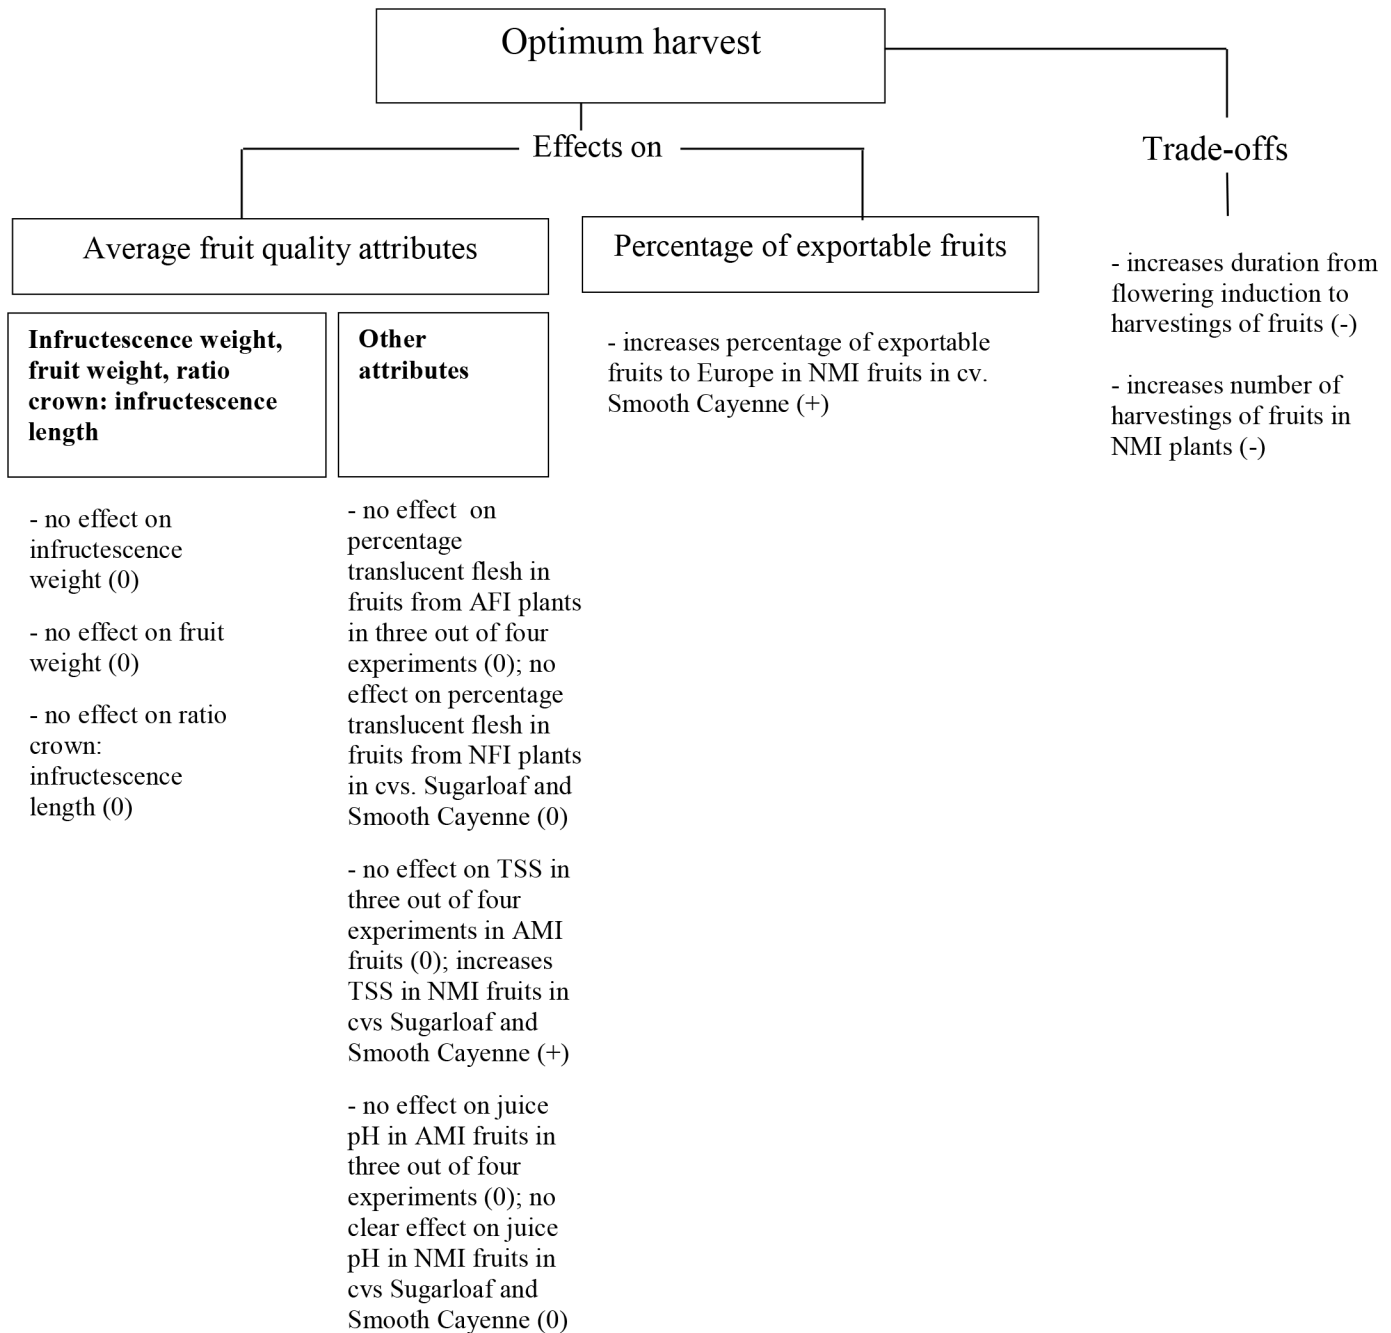 Optimum harvest
Effects on
Trade-offs
Average fruit quality attributes
Percentage of exportable fruits
Infructescence weight,
fruit weight, ratio
crown: infructescence
length
Other
attributes
- no effect on
infructescence
weight (0)
- no effect on fruit
weight (0)
- no effect on ratio
crown:
infructescence
length (0)
- no effect  on
percentage
translucent flesh in
fruits from AFI plants
in three out of four
experiments (0); no
effect on percentage
translucent flesh in
fruits from NFI plants
in cvs. Sugarloaf and
Smooth Cayenne (0)
- no effect on TSS in
three out of four
experiments in AMI
fruits (0); increases
TSS in NMI fruits in
cvs Sugarloaf and
Smooth Cayenne (+)
- no effect on juice
pH in AMI fruits in
three out of four
experiments (0); no
clear effect on juice
pH in NMI fruits in
cvs Sugarloaf and
Smooth Cayenne (0)
- increases percentage of exportable
fruits to Europe in NMI fruits in cv.
Smooth Cayenne (+)
- increases duration from
flowering induction to
harvestings of fruits (-)
- increases number of
harvestings of fruits in
NMI plants (-)